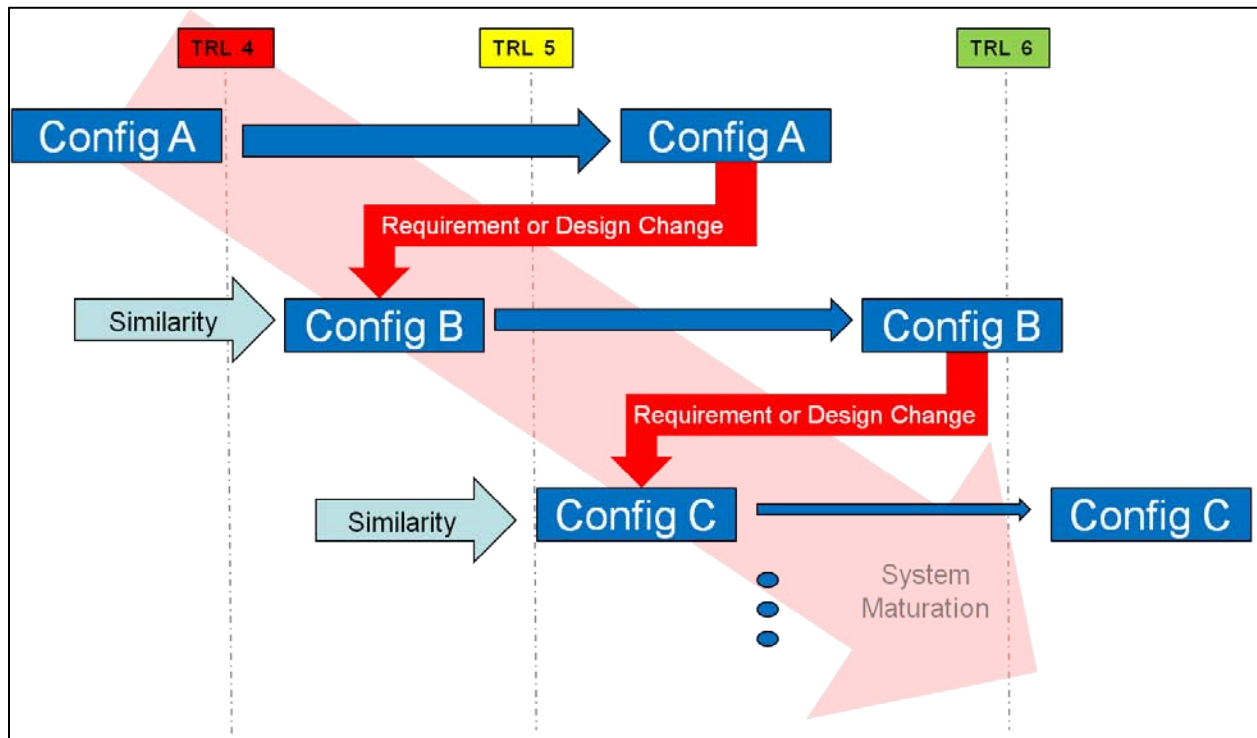 TRL 4
TRL 5
TRL 6
Config A
Config A
Requirement or Design Change
Similarity
Config B
Config B
Requirement or Design Change
Similarity
Config C
Config C
System
Maturation